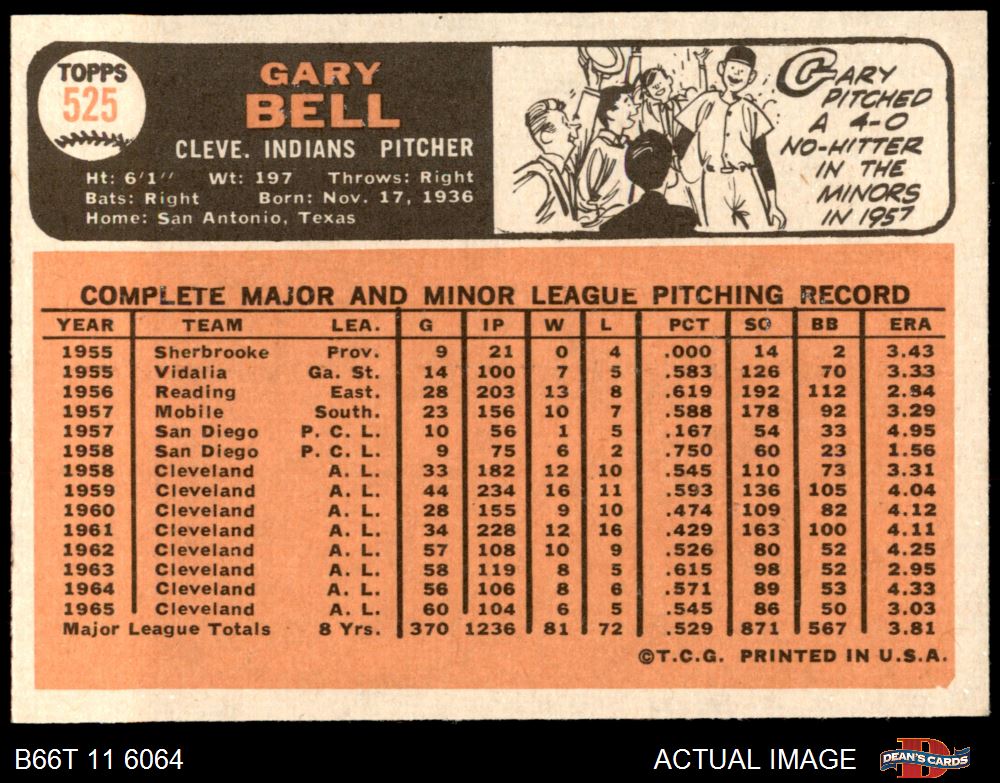 TOPPS
525
GARY
BELL
CLEVE. INDIANS PITCHER
Ht: 6'1" Wt: 197 Throws: Right
Bats: Right Born: Nov. 17, 1936
Home: San Antonio, Texas
GARY
PITCHED
A 4-0
NO-HITTER
IN THE
MINORS
IN 1957
COMPLETE MAJOR AND MINOR LEAGUE PITCHING RECORD
YEAR TEAM LEA. G IP W L PCT SO BB ERA
1955 Sherbrooke Prov. 9 21 0 4 .000 14 2 3.43
1955 Vidalia Ga. St. 14 100 7 5 .583 126 70 3.33
1956 Reading East. 28 203 13 8 .619 192 112 2.84
1957 Mobile South. 23 156 10 7 .588 178 92 3.29
1957 San Diego P. C. L. 10 56 1 5 .167 54 33 4.95
1958 San Diego P. C. L. 9 75 6 2 .750 60 23 1.56
1958 Cleveland A. L. 33 182 12 10 .545 110 73 3.31
1959 Cleveland A. L. 44 234 16 11 .593 136 105 4.04
1960 Cleveland A. L. 28 155 9 10 .474 109 82 4.12
1961 Cleveland A. L. 34 228 12 16 .429 163 100 4.11
1962 Cleveland A. L. 57 108 10 9 .526 80 52 4.25
1963 Cleveland A. L. 58 119 8 5 .615 98 52 2.95
1964 Cleveland A. L. 56 106 8 6 .571 89 53 4.33
1965 Cleveland A. L. 60 104 6 5 .545 86 50 3.03
Major League Totals 8 Yrs. 370 1236 81 72 .529 871 567 3.81
©T.C.G. PRINTED IN U.S.A.
B66T 11 6064
ACTUAL IMAGE
DEAN'S CARDS